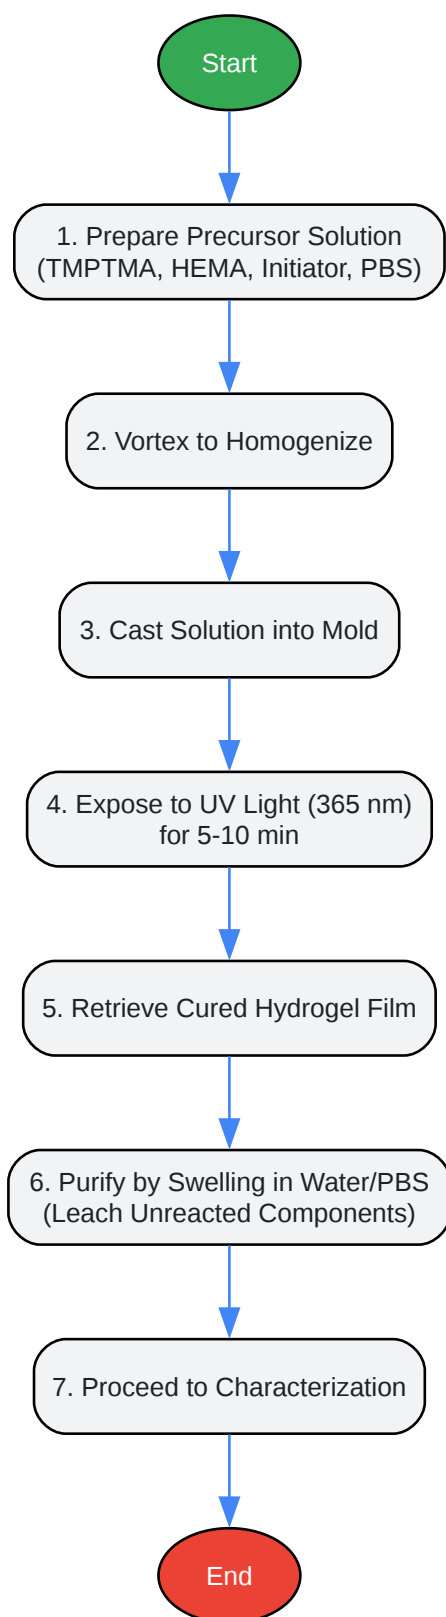 Start
1. Prepare Precursor Solution
(TMPTMA, HEMA, Initiator, PBS)
2. Vortex to Homogenize
3. Cast Solution into Mold
4. Expose to UV Light (365 nm)
for 5-10 min
5. Retrieve Cured Hydrogel Film
6. Purify by Swelling in Water/PBS
(Leach Unreacted Components)
7. Proceed to Characterization
End